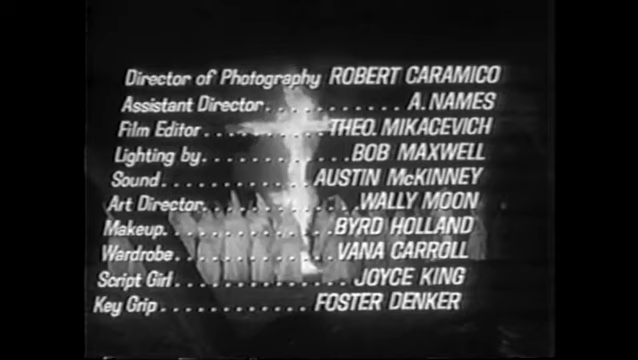 Director of Photography ROBERT CARAMICO
Assistant Director............A. NAMES
Film Editor..........THEO. MIKACEVICH
Lighting by............BOB MAXWELL
Sound............AUSTIN McKINNEY
Art Director............WALLY MOON
Makeup.............BYRD HOLLAND
Wardrobe............VANA CARROLL
Script Girl..............JOYCE KING
Key Grip............FOSTER DENKER